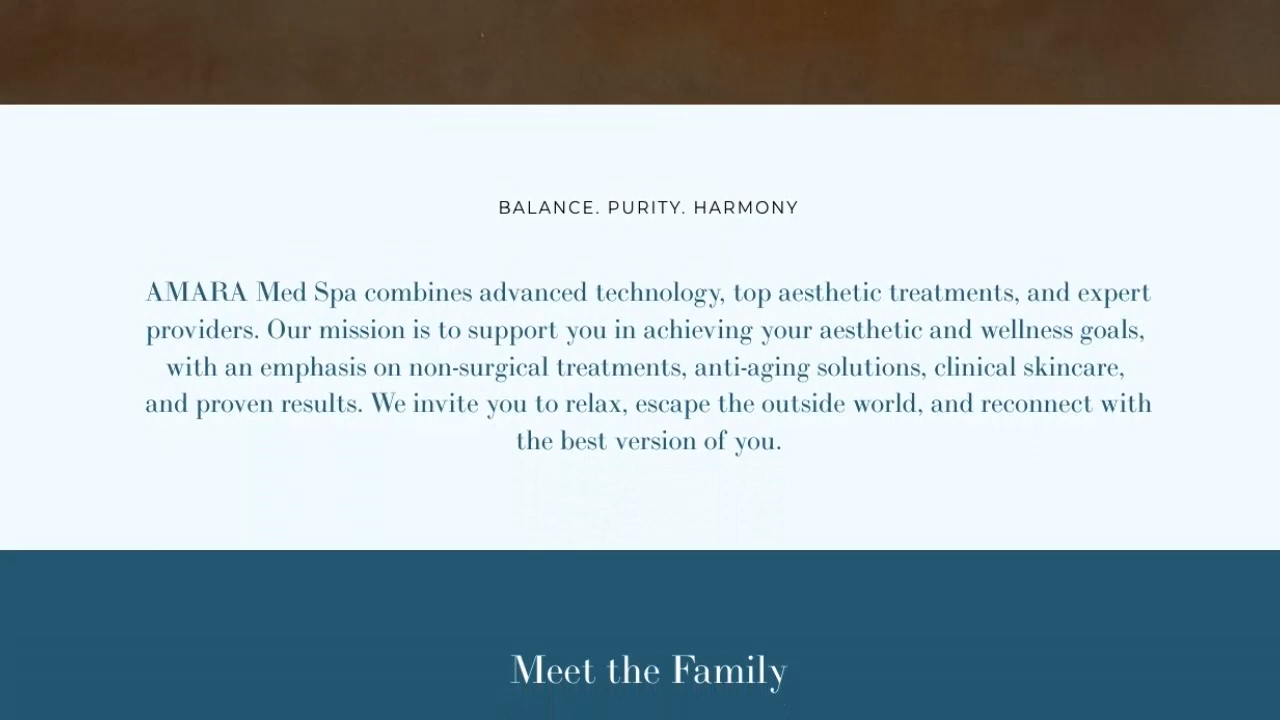 BALANCE. PURITY. HARMONY
AMARA Med Spa combines advanced technology, top aesthetic treatments, and expert
providers. Our mission is to support you in achieving your aesthetic and wellness goals,
with an emphasis on non-surgical treatments, anti-aging solutions, clinical skincare,
and proven results. We invite you to relax, escape the outside world, and reconnect with
the best version of you.
Meet the Family